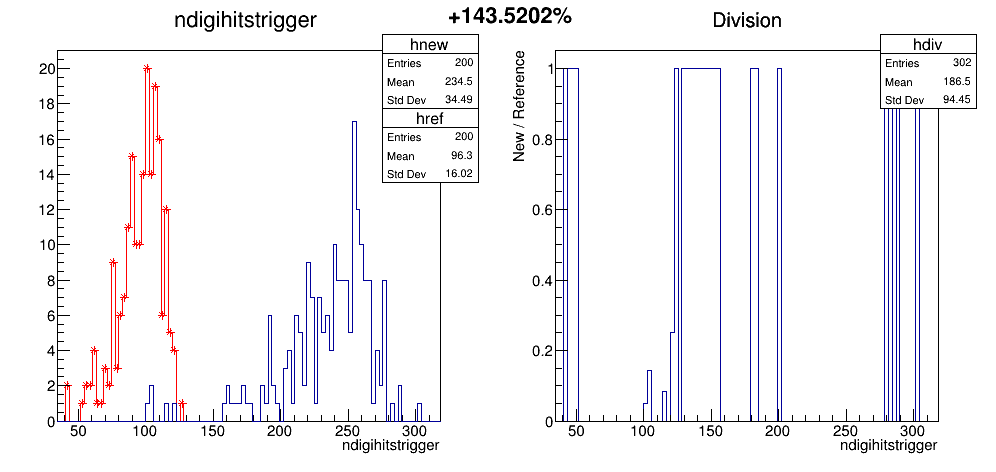 +143.5202%
ndigihitstrigger
hnew
Entries 200
Mean 234.5
Std Dev 34.49
href
Entries 200
Mean 96.3
Std Dev 16.02
20
18
16
14
12
10
8
6
4
2
0
50 100 150 200 250 300
ndigihitstrigger
Division
hdiv
Entries 302
Mean 186.5
Std Dev 94.45
New / Reference
1
0.8
0.6
0.4
0.2
0
50 100 150 200 250 300
ndigihitstrigger